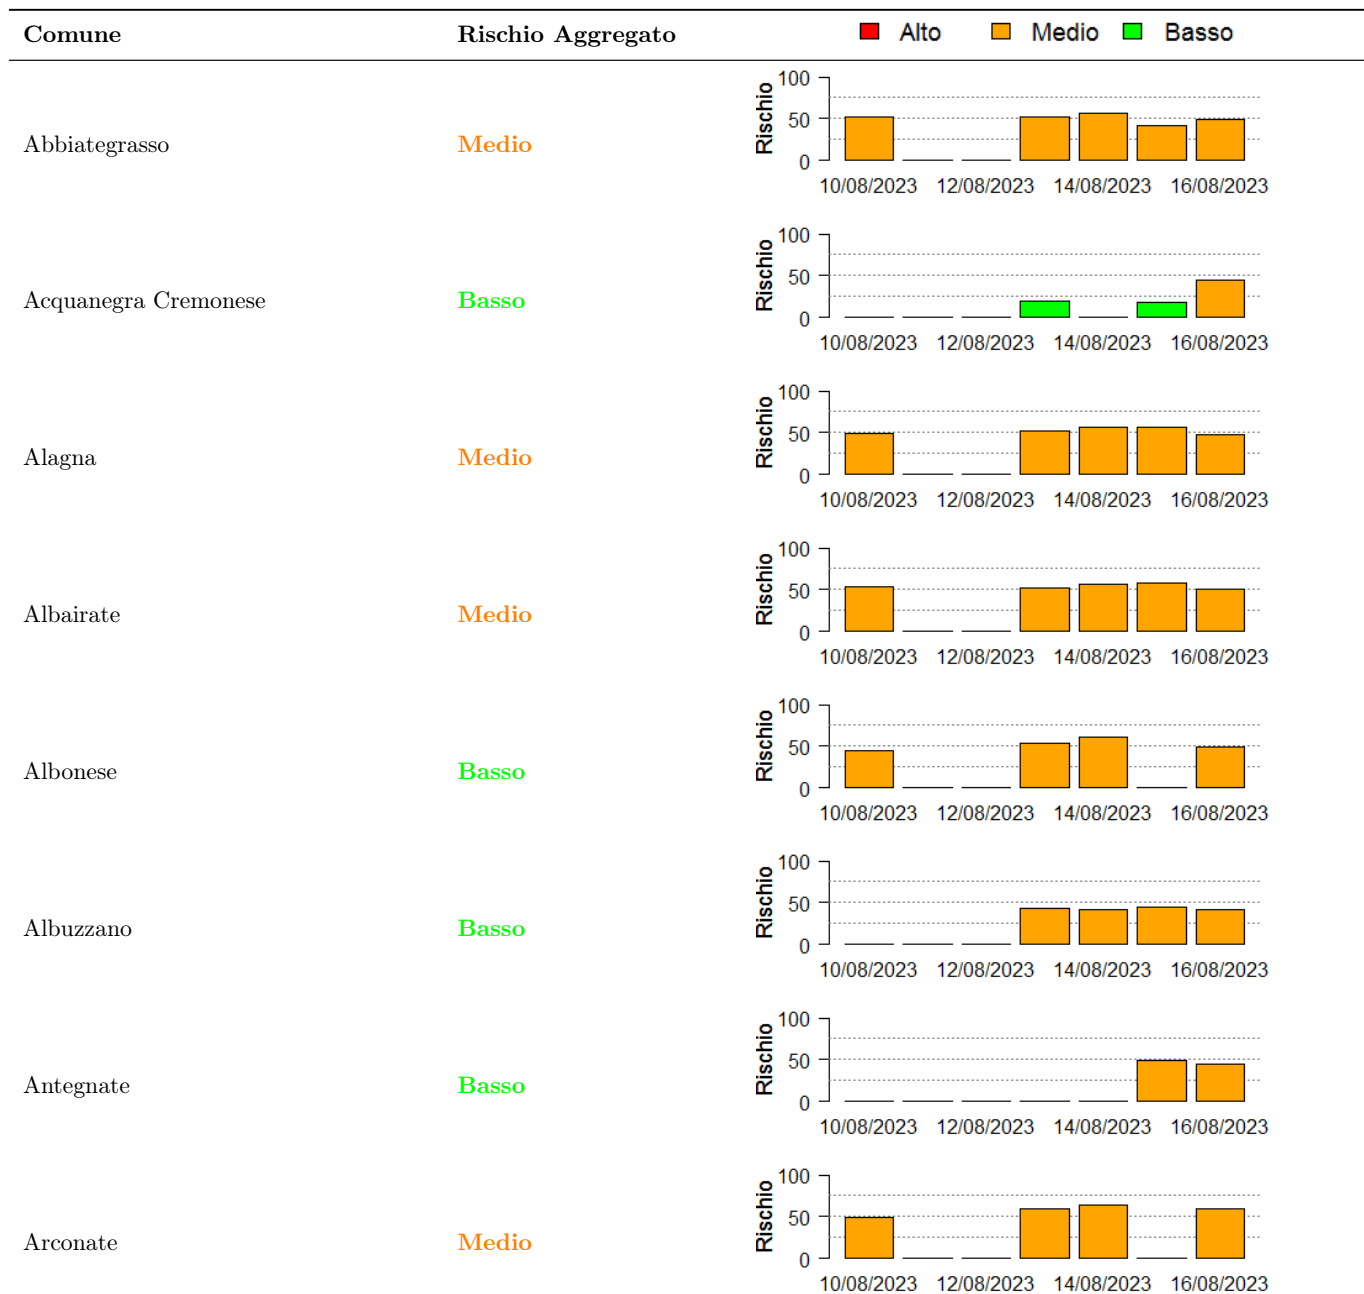 Comune Rischio Aggregato Alto Medio Basso
Rischio
100
50
0
Abbiategrasso Medio
10/08/2023 12/08/2023 14/08/2023 16/08/2023
Rischio
100
50
0
Acquanegra Cremonese Basso
10/08/2023 12/08/2023 14/08/2023 16/08/2023
Rischio
100
50
0
Alagna Medio
10/08/2023 12/08/2023 14/08/2023 16/08/2023
Rischio
100
50
0
Albairate Medio
10/08/2023 12/08/2023 14/08/2023 16/08/2023
Rischio
100
50
0
Albonese Basso
10/08/2023 12/08/2023 14/08/2023 16/08/2023
Rischio
100
50
0
Albuzzano Basso
10/08/2023 12/08/2023 14/08/2023 16/08/2023
Rischio
100
50
0
Antegnate Basso
10/08/2023 12/08/2023 14/08/2023 16/08/2023
Rischio
100
50
0
Arconate Medio
10/08/2023 12/08/2023 14/08/2023 16/08/2023